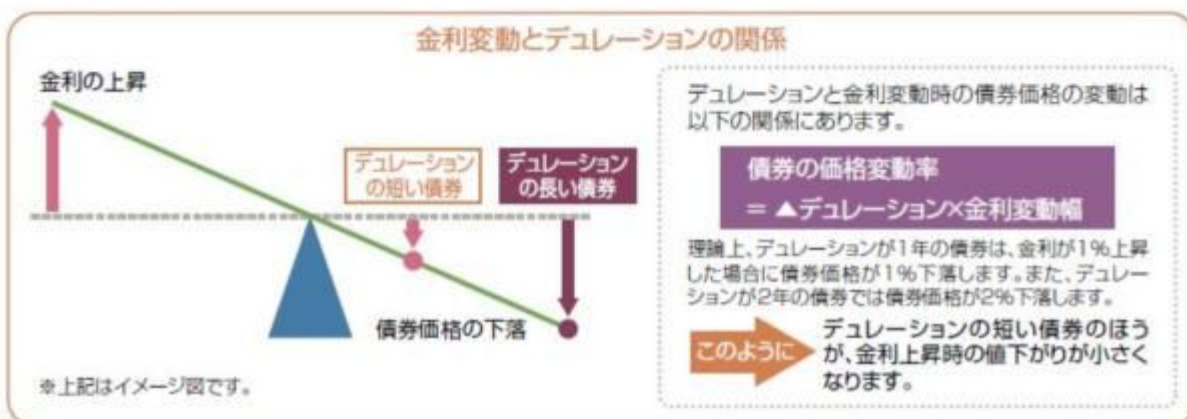 金利変動とデュレーションの関係
金利の上昇
デュレーション
の短い債券
デュレーション
の長い債券
債券価格の下落
※上記はイメージ図です。
デュレーションと金利変動時の債券価格の変動は
以下の関係にあります。
債券の価格変動率
= ▲デュレーション×金利変動幅
理論上、デュレーションが1年の債券は、金利が1%上昇
した場合に債券価格が1%下落します。また、デュレー
ションが2年の債券では債券価格が2%下落します。
このように
デュレーションの短い債券のほう
が、金利上昇時の値下がりが小さく
なります。